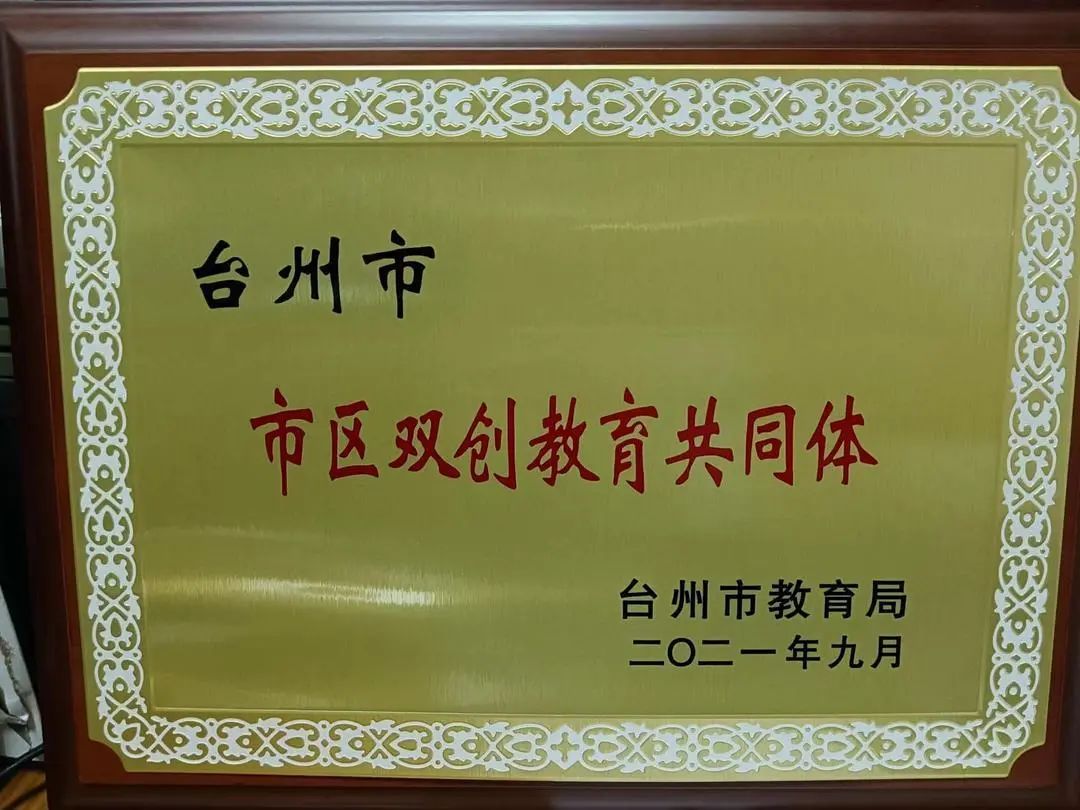 台州市
市区双创教育共同体
台州市教育局
二〇二一年九月